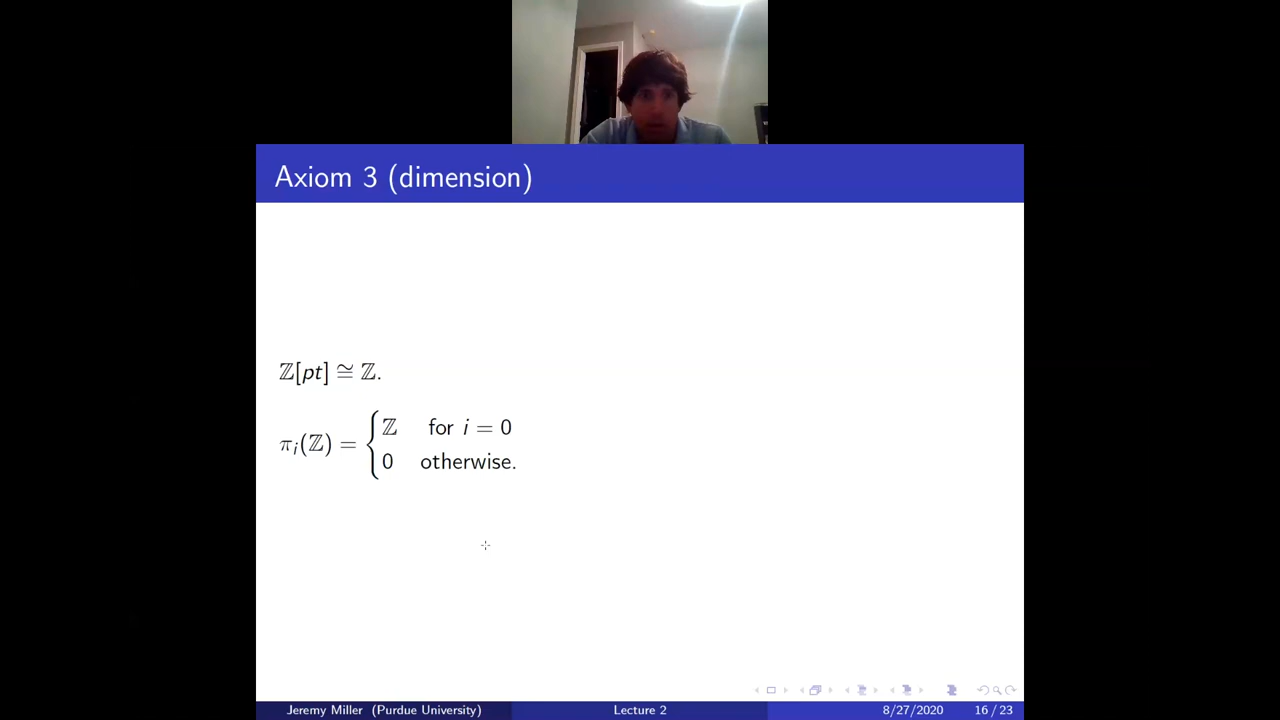 Axiom 3 (dimension)
ℤ[pt] ≅ ℤ.
πᵢ(ℤ) = { ℤ for i = 0
0 otherwise.
Jeremy Miller (Purdue University) Lecture 2 8/27/2020 16 / 23